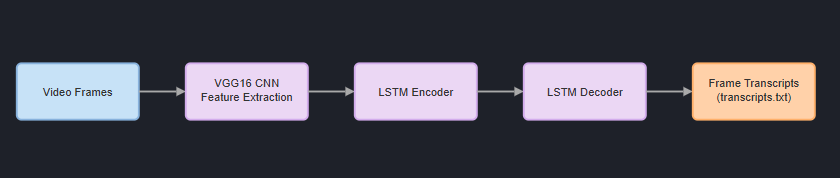 Video Frames
VGG16 CNN
Feature Extraction
LSTM Encoder
LSTM Decoder
Frame Transcripts
(transcripts.txt)